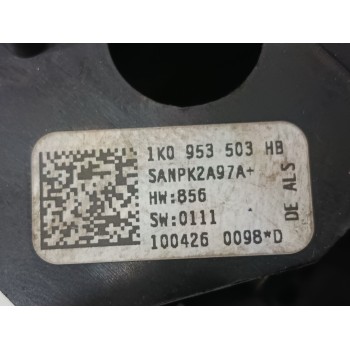 1K0 953 503 HB
SANPK2A97A+
HW:856
SW:0111
100426 0098*D
DE ALS